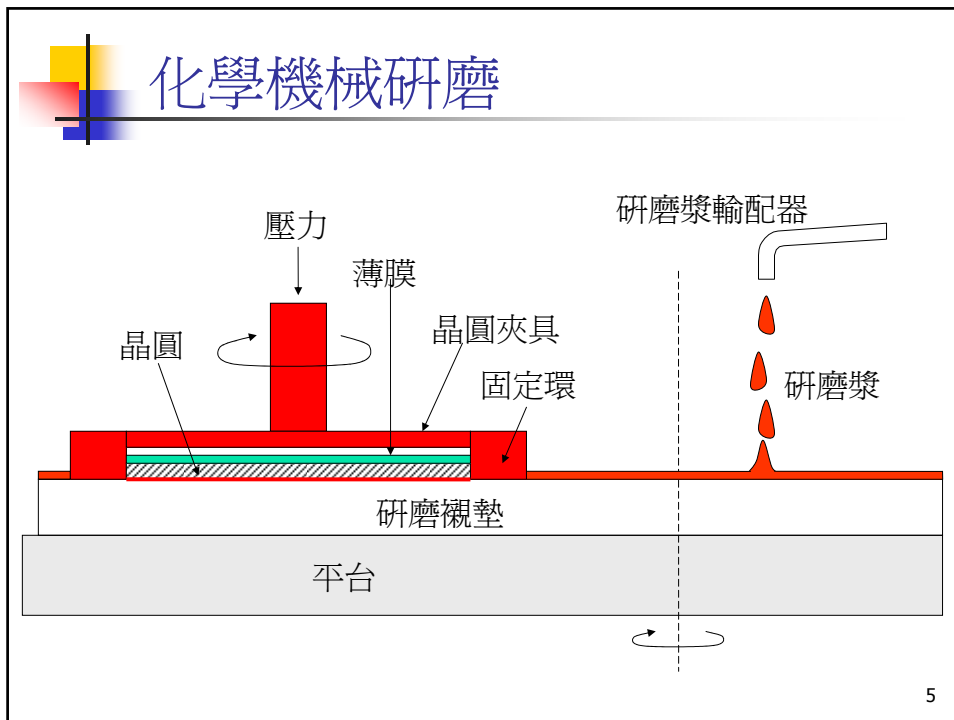 化學機械研磨
研磨漿輸配器
壓力
薄膜
晶圓夾具
晶圓
固定環
研磨漿
研磨襯墊
平台
5